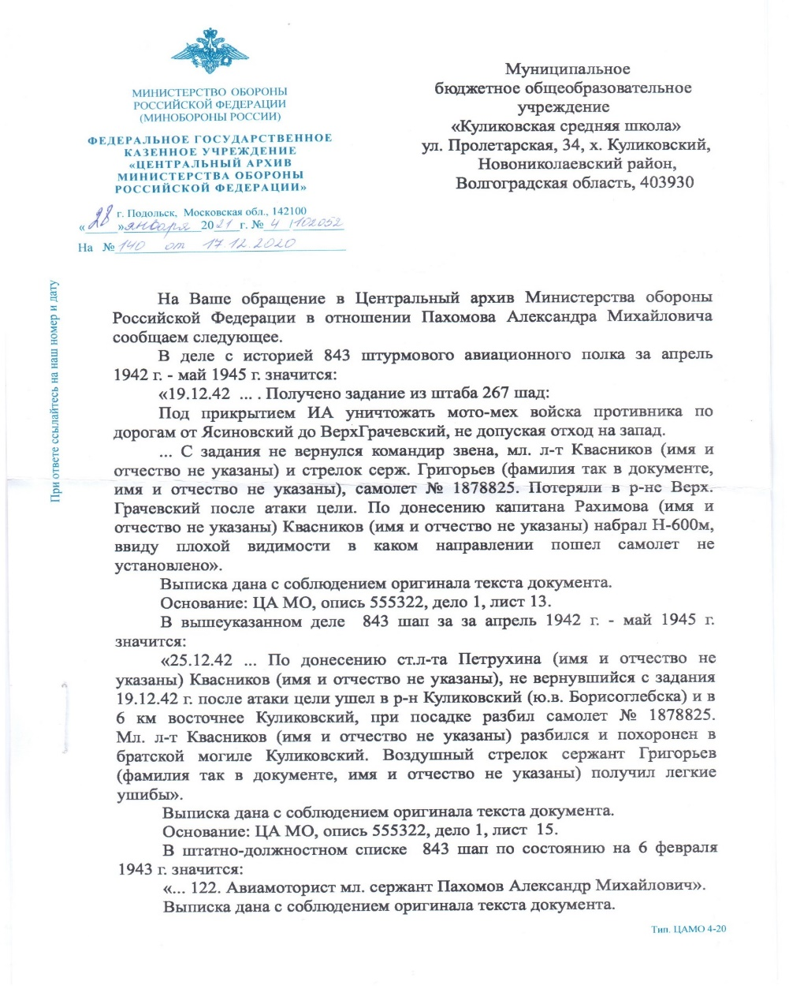 МИНИСТЕРСТВО ОБОРОНЫ
РОССИЙСКОЙ ФЕДЕРАЦИИ
(МИНОБОРОНЫ РОССИИ)
ФЕДЕРАЛЬНОЕ ГОСУДАРСТВЕННОЕ
КАЗЕННОЕ УЧРЕЖДЕНИЕ
«ЦЕНТРАЛЬНЫЙ АРХИВ
МИНИСТЕРСТВА ОБОРОНЫ
РОССИЙСКОЙ ФЕДЕРАЦИИ»
г. Подольск, Московская обл., 142100
«28» января 2021 г. № 4/102052
На №140 от 17.12.2020
Муниципальное
бюджетное общеобразовательное
учреждение
«Куликовская средняя школа»
ул. Пролетарская, 34, х. Куликовский,
Новониколаевский район,
Волгоградская область, 403930
При ответе ссылайтесь на наш номер и дату
На Ваше обращение в Центральный архив Министерства обороны
Российской Федерации в отношении Пахомова Александра Михайловича
сообщаем следующее.
В деле с историей 843 штурмового авиационного полка за апрель
1942 г. - май 1945 г. значится:
«19.12.42 ... . Получено задание из штаба 267 шад:
Под прикрытием ИА уничтожать мото-мех войска противника по
дорогам от Ясиновский до ВерхГрачевский, не допуская отход на запад.
... С задания не вернулся командир звена, мл. л-т Квасников (имя и
отчество не указаны) и стрелок серж. Григорьев (фамилия так в документе,
имя и отчество не указаны), самолет № 1878825. Потеряли в р-не Верх.
Грачевский после атаки цели. По донесению капитана Рахимова (имя и
отчество не указаны) Квасников (имя и отчество не указаны) набрал Н-600м,
ввиду плохой видимости в каком направлении пошел самолет не
установлено».
Выписка дана с соблюдением оригинала текста документа.
Основание: ЦА МО, опись 555322, дело 1, лист 13.
В вышеуказанном деле 843 шап за за апрель 1942 г. - май 1945 г.
значится:
«25.12.42 ... По донесению ст.л-та Петрухина (имя и отчество не
указаны) Квасников (имя и отчество не указаны), не вернувшийся с задания
19.12.42 г. после атаки цели ушел в р-н Куликовский (ю.в. Борисоглебска) и в
6 км восточнее Куликовский, при посадке разбил самолет № 1878825.
Мл. л-т Квасников (имя и отчество не указаны) разбился и похоронен в
братской могиле Куликовский. Воздушный стрелок сержант Григорьев
(фамилия так в документе, имя и отчество не указаны) получил легкие
ушибы».
Выписка дана с соблюдением оригинала текста документа.
Основание: ЦА МО, опись 555322, дело 1, лист 15.
В штатно-должностном списке 843 шап по состоянию на 6 февраля
1943 г. значится:
«... 122. Авиамоторист мл. сержант Пахомов Александр Михайлович».
Выписка дана с соблюдением оригинала текста документа.
Тип. ЦАМО 4-20